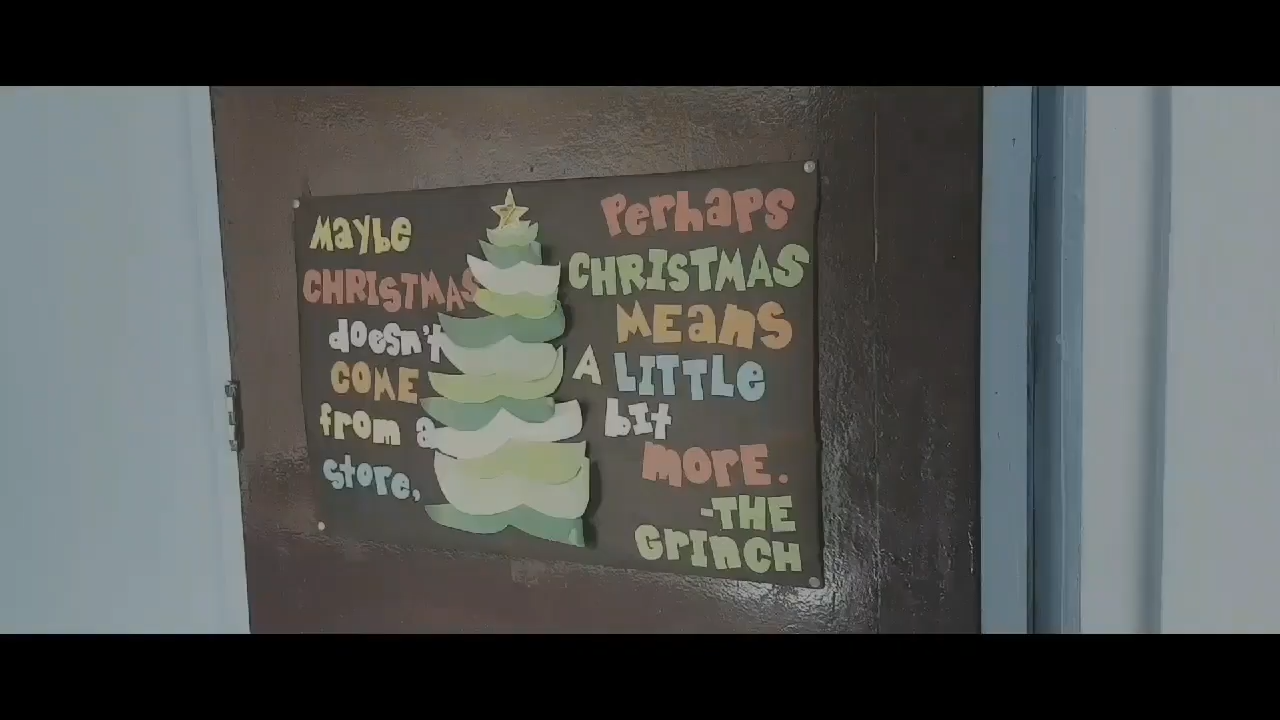 Maybe
CHRISTMAS
doesn't
COME
from a
store,
Perhaps
CHRISTMAS
MEans
A LITTLE
bit
morE.
-THE
GrinCH